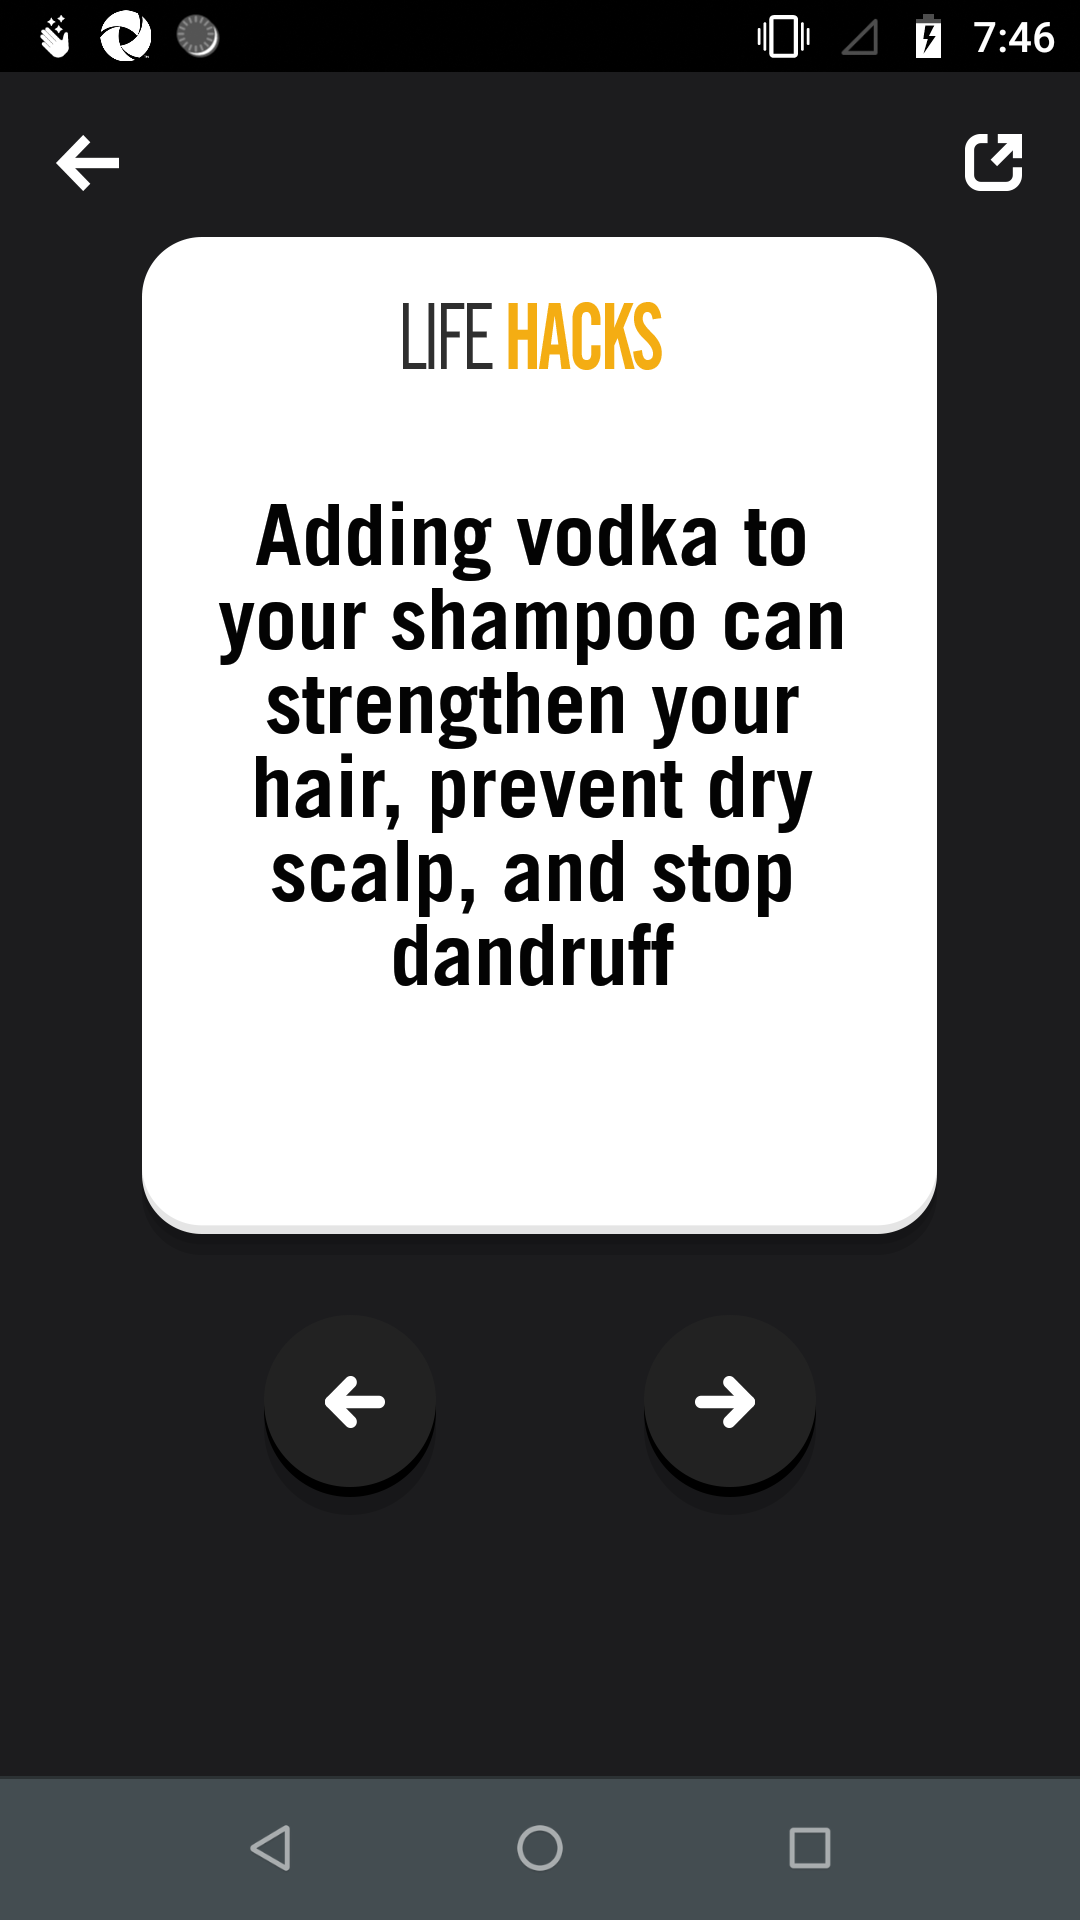 7:46
LIFE HACKS
Adding vodka to
your shampoo can
strengthen your
hair, prevent dry
scalp, and stop
dandruff